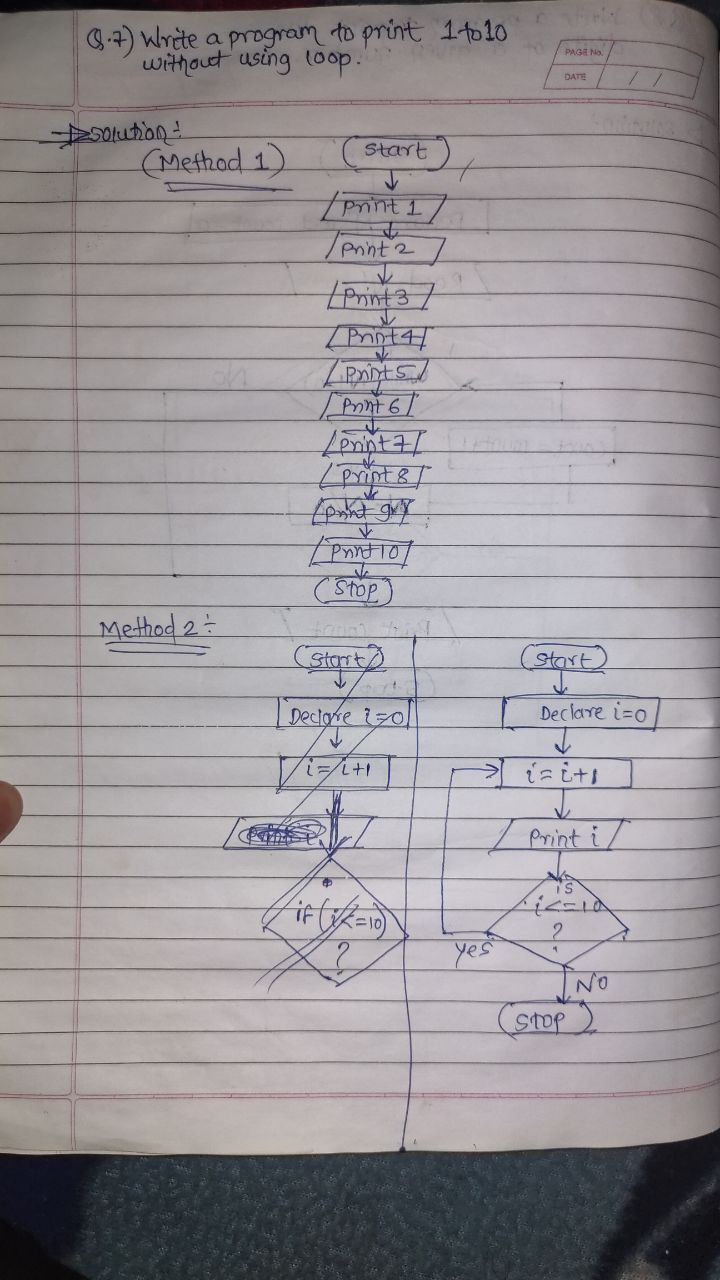 Q.7) Write a program to print 1 to 10
without using loop.
PAGE No.
DATE / /
solution:-
(Method 1)
Start
Print 1
Print 2
Print 3
Print 4
Print 5
Print 6
Print 7
Print 8
Print 9
Print 10
Stop
Method 2:-
Start
Declare i=0
i=i+1
if (i<=10)
?
Start
Declare i=0
i=i+1
Print i
is
i<=10
?
yes
NO
STOP